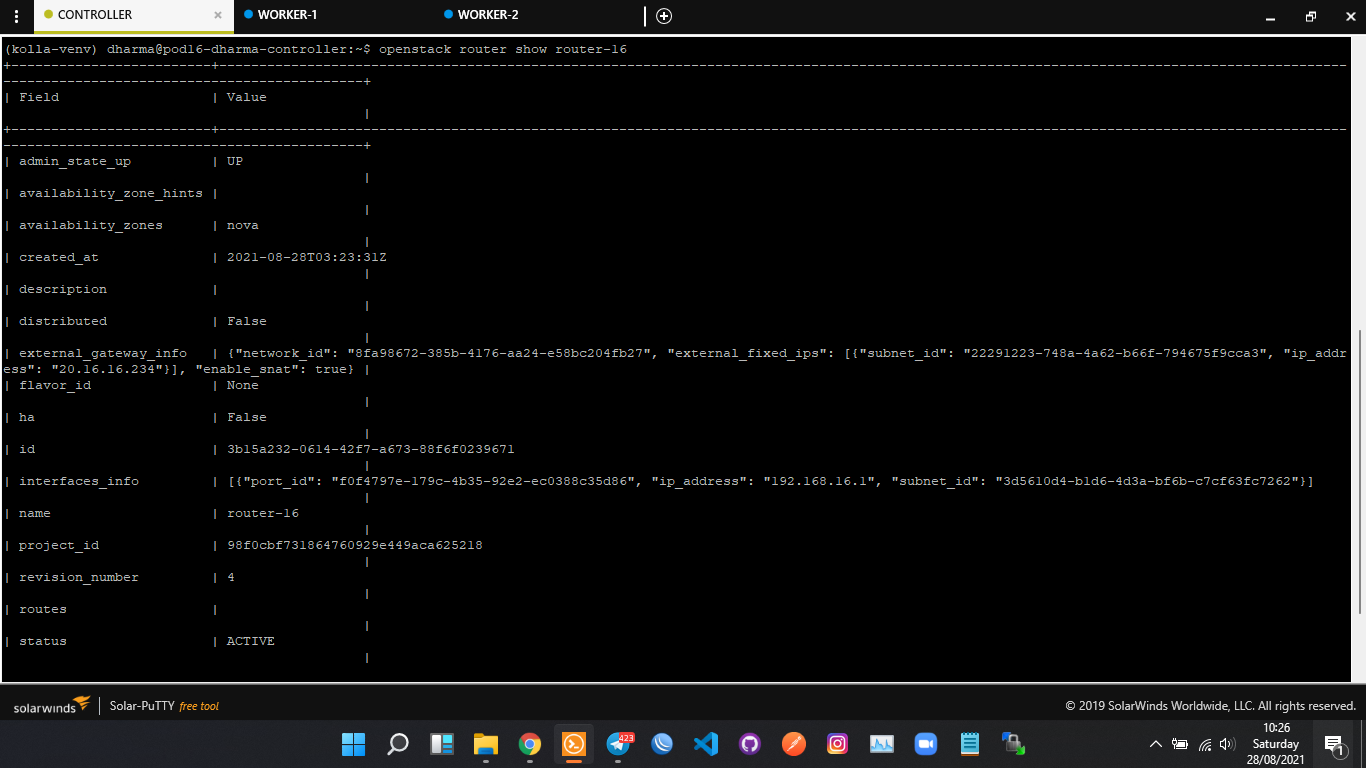 CONTROLLER × WORKER-1 WORKER-2
(kolla-venv) dharma@pod16-dharma-controller:~$ openstack router show router-16
| Field | Value
|
| admin_state_up | UP
|
| availability_zone_hints |
|
| availability_zones | nova
|
| created_at | 2021-08-28T03:23:31Z
|
| description |
|
| distributed | False
|
| external_gateway_info | {"network_id": "8fa98672-385b-4176-aa24-e58bc204fb27", "external_fixed_ips": [{"subnet_id": "22291223-748a-4a62-b66f-794675f9cca3", "ip_addr
ess": "20.16.16.234"}], "enable_snat": true} |
| flavor_id | None
|
| ha | False
|
| id | 3b15a232-0614-42f7-a673-88f6f0239671
|
| interfaces_info | [{"port_id": "f0f4797e-179c-4b35-92e2-ec0388c35d86", "ip_address": "192.168.16.1", "subnet_id": "3d5610d4-b1d6-4d3a-bf6b-c7cf63fc7262"}]
|
| name | router-16
|
| project_id | 98f0cbf731864760929e449aca625218
|
| revision_number | 4
|
| routes |
|
| status | ACTIVE
|
solarwinds | Solar-PuTTY free tool © 2019 SolarWinds Worldwide, LLC. All rights reserved.
423
10:26
Saturday
28/08/2021
1